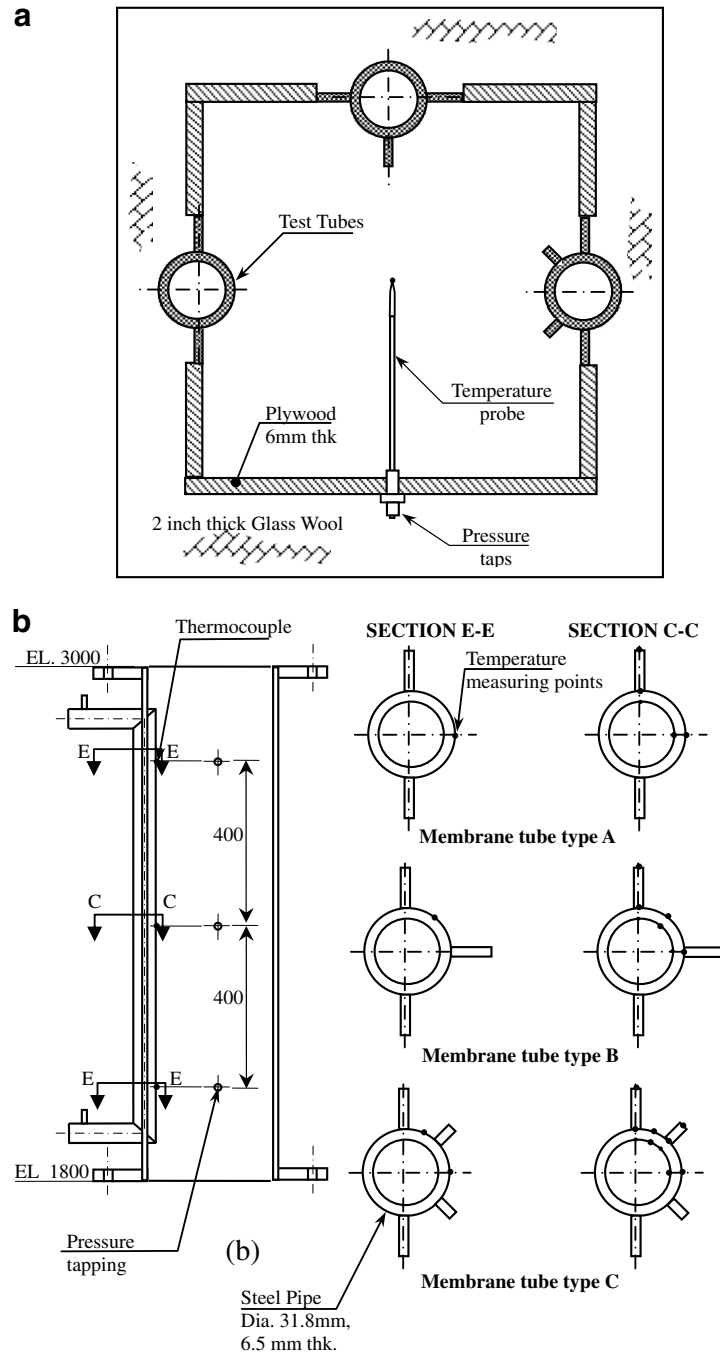 a
Test Tubes
Temperature
probe
Plywood
6mm thk
2 inch thick Glass Wool
Pressure
taps
b
Thermocouple
EL. 3000
E
E
400
C
C
400
E
E
EL 1800
Pressure
tapping
(b)
SECTION E-E
SECTION C-C
Temperature
measuring points
Membrane tube type A
Membrane tube type B
Membrane tube type C
Steel Pipe
Dia. 31.8mm,
6.5 mm thk.